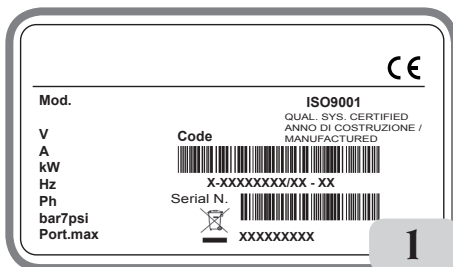 CE
Mod.
ISO9001
QUAL. SYS. CERTIFIED
ANNO DI COSTRUZIONE /
MANUFACTURED
V
Code
A
kW
Hz
X-XXXXXXXX/XX - XX
Ph
Serial N.
bar7psi
Port.max
XXXXXXXXX
1